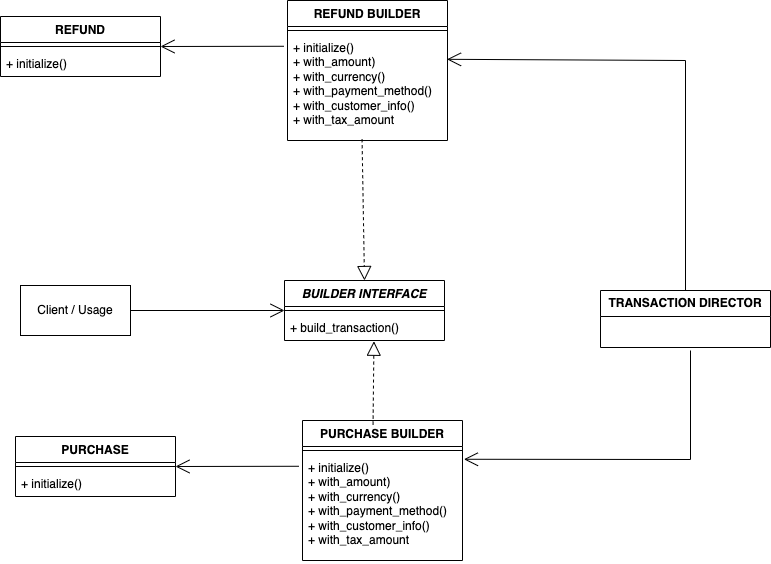 REFUND
+ initialize()
REFUND BUILDER
+ initialize()
+ with_amount)
+ with_currency()
+ with_payment_method()
+ with_customer_info()
+ with_tax_amount
Client / Usage
BUILDER INTERFACE
+ build_transaction()
TRANSACTION DIRECTOR
PURCHASE
+ initialize()
PURCHASE BUILDER
+ initialize()
+ with_amount)
+ with_currency()
+ with_payment_method()
+ with_customer_info()
+ with_tax_amount